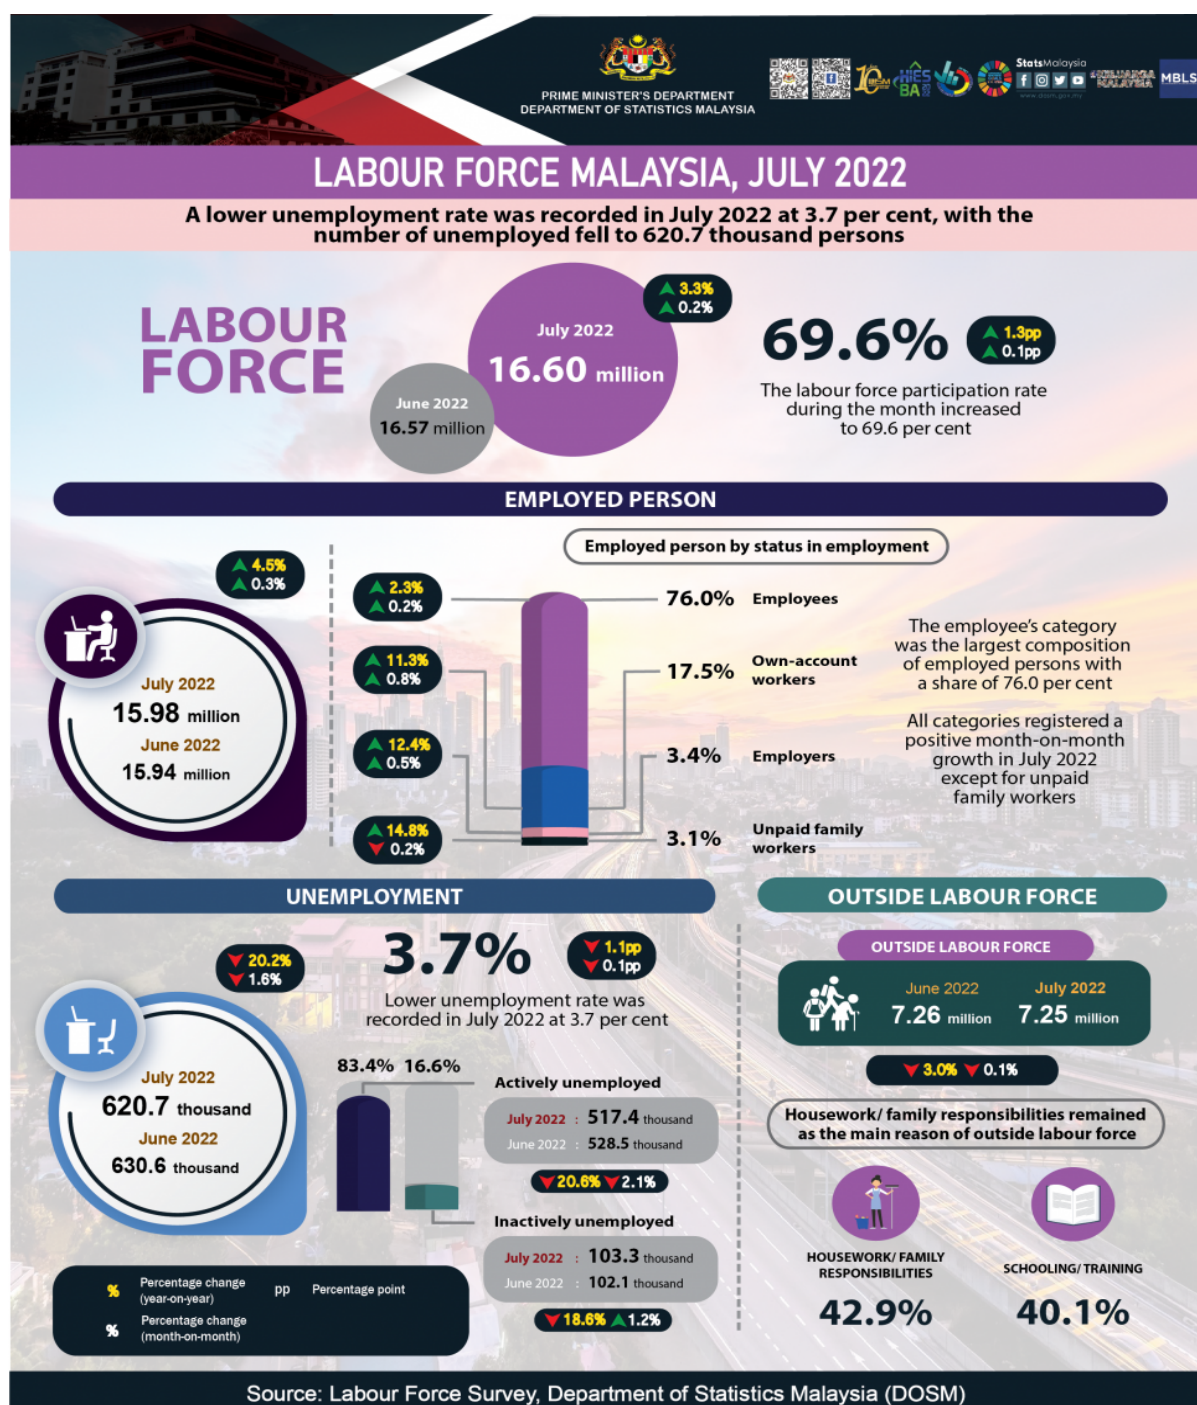 PRIME MINISTER'S DEPARTMENT
DEPARTMENT OF STATISTICS MALAYSIA
StatsMalaysia
www.dosm.gov.my
KELUARGA
MALAYSIA
MBLS
LABOUR FORCE MALAYSIA, JULY 2022
A lower unemployment rate was recorded in July 2022 at 3.7 per cent, with the
number of unemployed fell to 620.7 thousand persons
LABOUR
FORCE
July 2022
16.60 million
3.3%
0.2%
June 2022
16.57 million
69.6%
1.3pp
0.1pp
The labour force participation rate
during the month increased
to 69.6 per cent
EMPLOYED PERSON
4.5%
0.3%
July 2022
15.98 million
June 2022
15.94 million
Employed person by status in employment
2.3%
0.2%
76.0% Employees
11.3%
0.8%
17.5% Own-account
workers
12.4%
0.5%
3.4% Employers
14.8%
0.2%
3.1% Unpaid family
workers
The employee's category
was the largest composition
of employed persons with
a share of 76.0 per cent
All categories registered a
positive month-on-month
growth in July 2022
except for unpaid
family workers
UNEMPLOYMENT
20.2%
1.6%
July 2022
620.7 thousand
June 2022
630.6 thousand
3.7%
1.1pp
0.1pp
Lower unemployment rate was
recorded in July 2022 at 3.7 per cent
83.4% 16.6%
Actively unemployed
July 2022 : 517.4 thousand
June 2022 : 528.5 thousand
20.6% 2.1%
Inactively unemployed
July 2022 : 103.3 thousand
June 2022 : 102.1 thousand
18.6% 1.2%
% Percentage change
(year-on-year)
pp Percentage point
% Percentage change
(month-on-month)
OUTSIDE LABOUR FORCE
OUTSIDE LABOUR FORCE
June 2022 July 2022
7.26 million 7.25 million
3.0% 0.1%
Housework/ family responsibilities remained
as the main reason of outside labour force
HOUSEWORK/ FAMILY
RESPONSIBILITIES
42.9%
SCHOOLING/ TRAINING
40.1%
Source: Labour Force Survey, Department of Statistics Malaysia (DOSM)